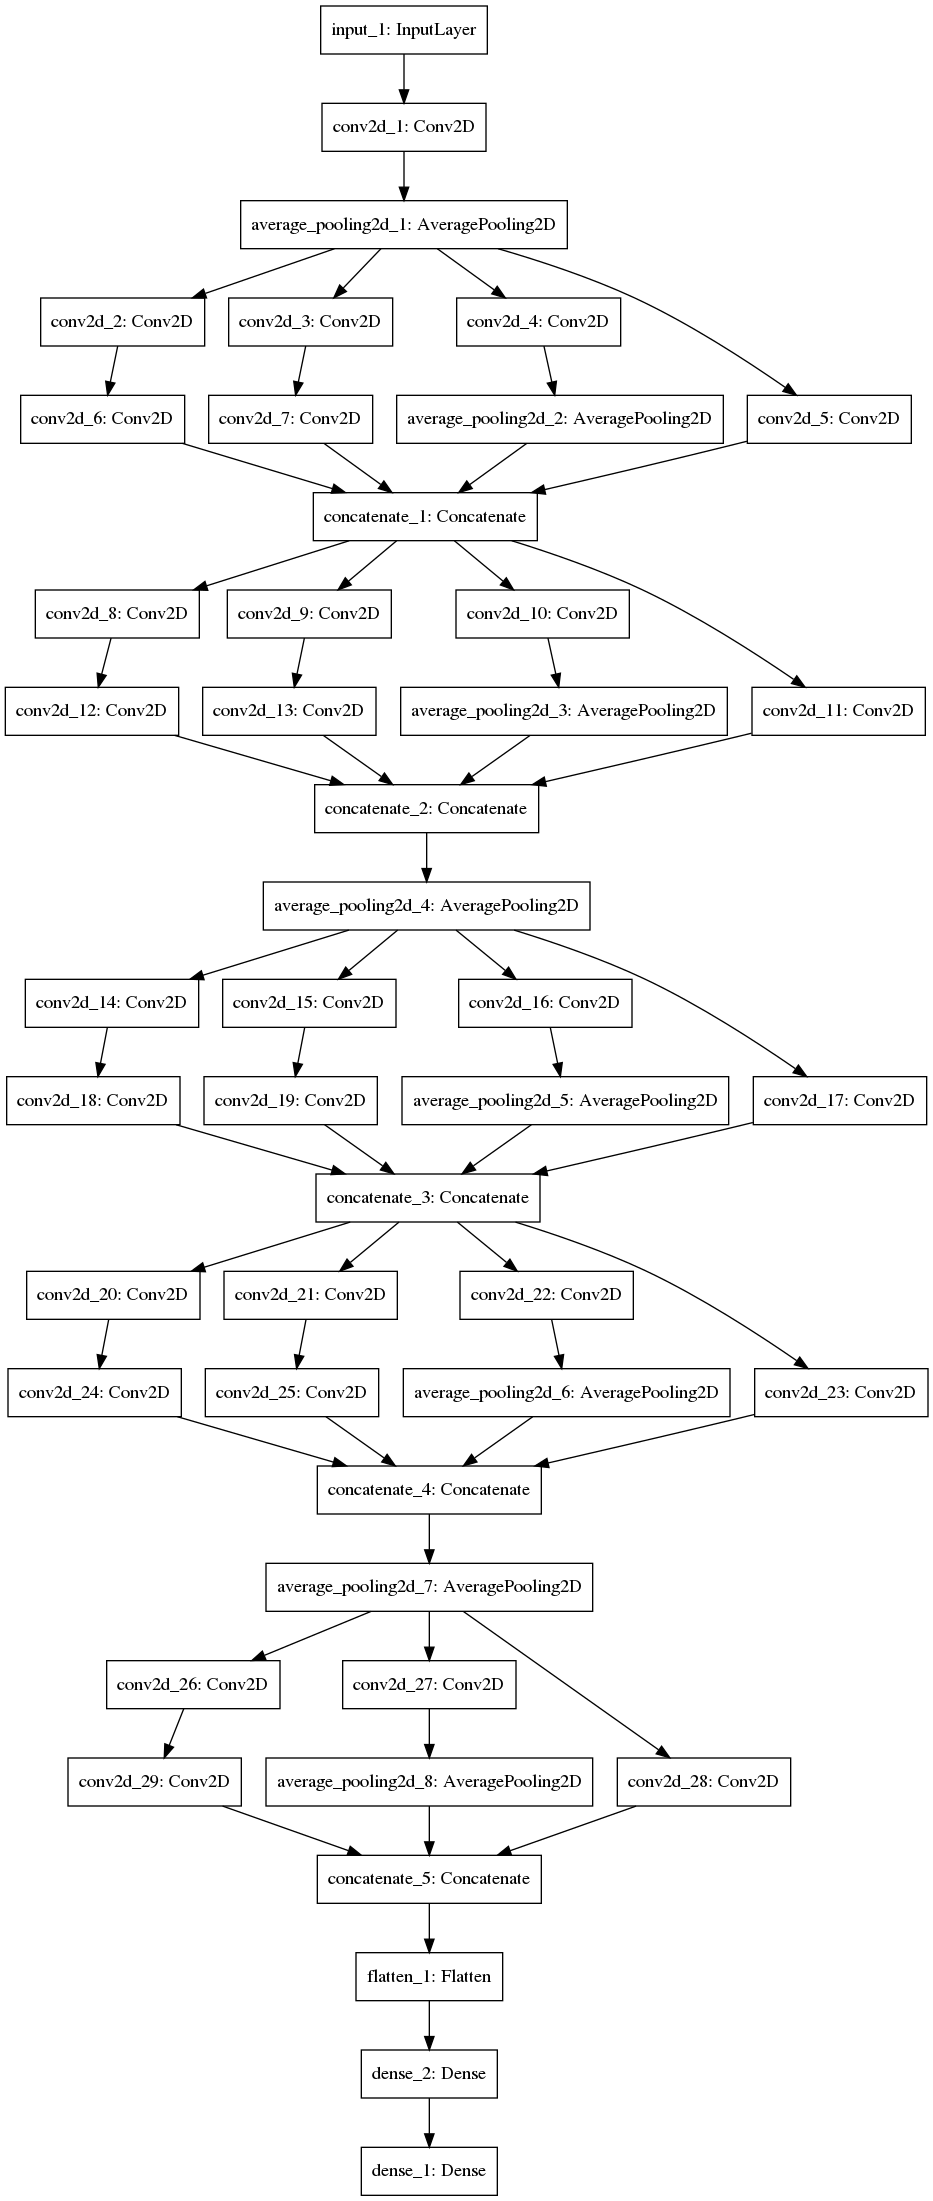 input_1: InputLayer
conv2d_1: Conv2D
average_pooling2d_1: AveragePooling2D
conv2d_2: Conv2D
conv2d_3: Conv2D
conv2d_4: Conv2D
conv2d_6: Conv2D
conv2d_7: Conv2D
average_pooling2d_2: AveragePooling2D
conv2d_5: Conv2D
concatenate_1: Concatenate
conv2d_8: Conv2D
conv2d_9: Conv2D
conv2d_10: Conv2D
conv2d_12: Conv2D
conv2d_13: Conv2D
average_pooling2d_3: AveragePooling2D
conv2d_11: Conv2D
concatenate_2: Concatenate
average_pooling2d_4: AveragePooling2D
conv2d_14: Conv2D
conv2d_15: Conv2D
conv2d_16: Conv2D
conv2d_18: Conv2D
conv2d_19: Conv2D
average_pooling2d_5: AveragePooling2D
conv2d_17: Conv2D
concatenate_3: Concatenate
conv2d_20: Conv2D
conv2d_21: Conv2D
conv2d_22: Conv2D
conv2d_24: Conv2D
conv2d_25: Conv2D
average_pooling2d_6: AveragePooling2D
conv2d_23: Conv2D
concatenate_4: Concatenate
average_pooling2d_7: AveragePooling2D
conv2d_26: Conv2D
conv2d_27: Conv2D
conv2d_29: Conv2D
average_pooling2d_8: AveragePooling2D
conv2d_28: Conv2D
concatenate_5: Concatenate
flatten_1: Flatten
dense_2: Dense
dense_1: Dense